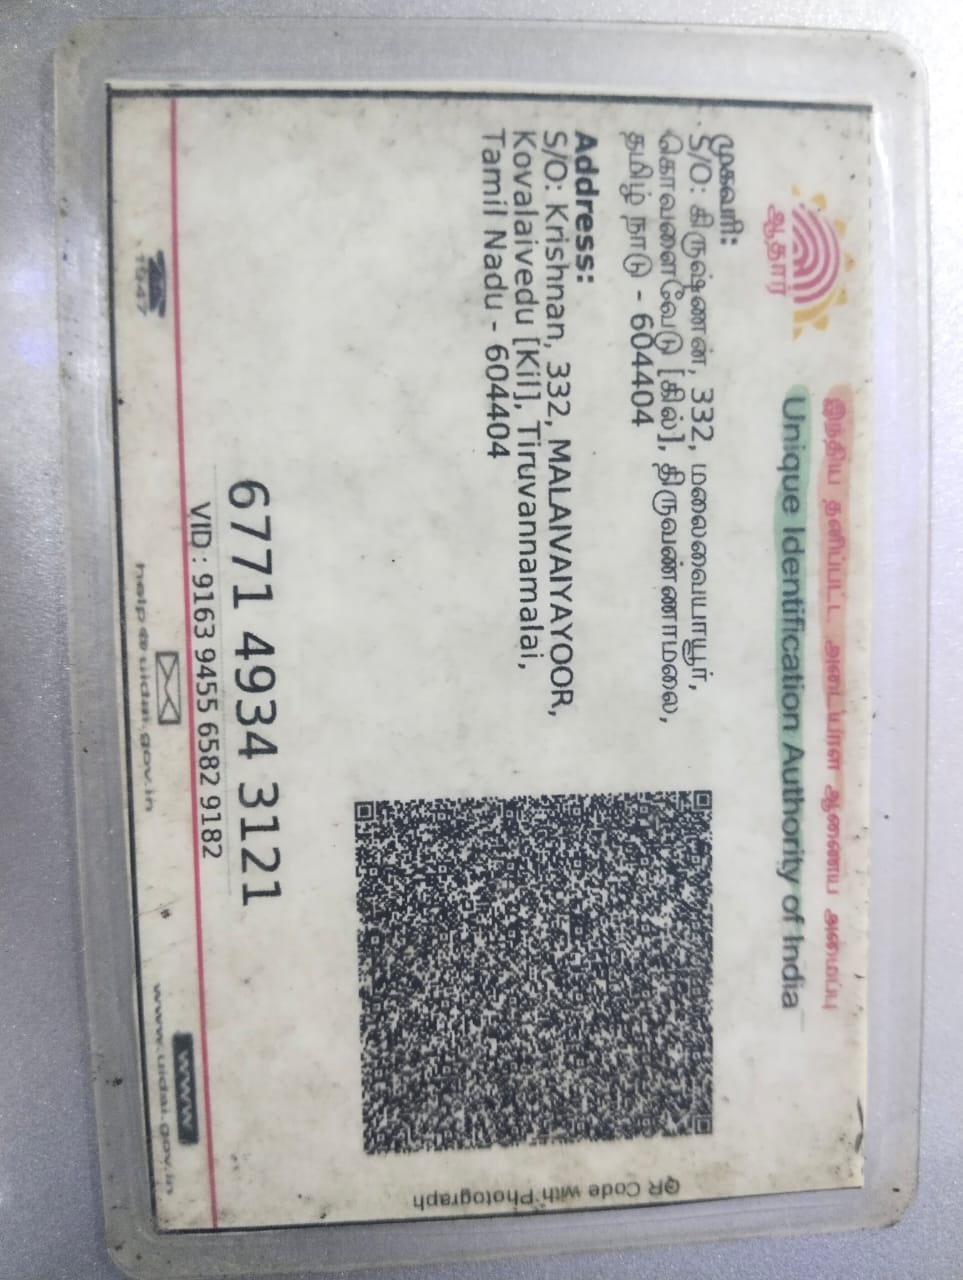 ஆதார்
இந்திய தனிப்பட்ட அடையாள ஆணைய அமைப்பு
Unique Identification Authority of India
முகவரி:
S/O: கிருஷ்ணன், 332, மலைவையாயூர்,
கொவளைவேடு [கில்], திருவண்ணாமலை,
தமிழ் நாடு - 604404
Address:
S/O: Krishnan, 332, MALAIVAIYAYOOR,
Kovalaivedu [Kil], Tiruvannamalai,
Tamil Nadu - 604404
QR Code with Photograph
6771 4934 3121
VID : 9163 9455 6582 9182
1947
help@uidai.gov.in
www
www.uidai.gov.in